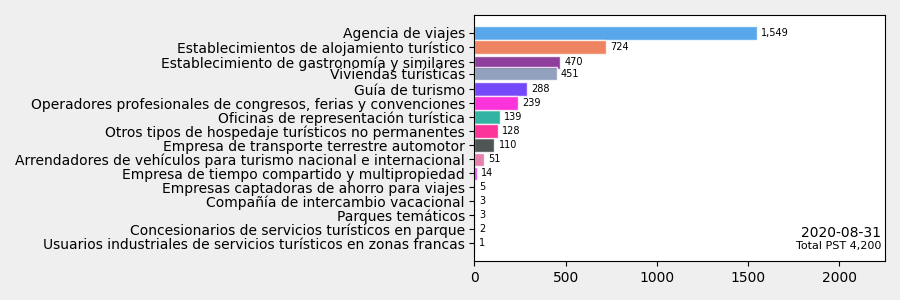 Agencia de viajes 1,549
Establecimientos de alojamiento turístico 724
Establecimiento de gastronomía y similares 470
Viviendas turísticas 451
Guía de turismo 288
Operadores profesionales de congresos, ferias y convenciones 239
Oficinas de representación turística 139
Otros tipos de hospedaje turísticos no permanentes 128
Empresa de transporte terrestre automotor 110
Arrendadores de vehículos para turismo nacional e internacional 51
Empresa de tiempo compartido y multipropiedad 14
Empresas captadoras de ahorro para viajes 5
Compañía de intercambio vacacional 3
Parques temáticos 3
Concesionarios de servicios turísticos en parque 2
Usuarios industriales de servicios turísticos en zonas francas 1
2020-08-31
Total PST 4,200
0 500 1000 1500 2000